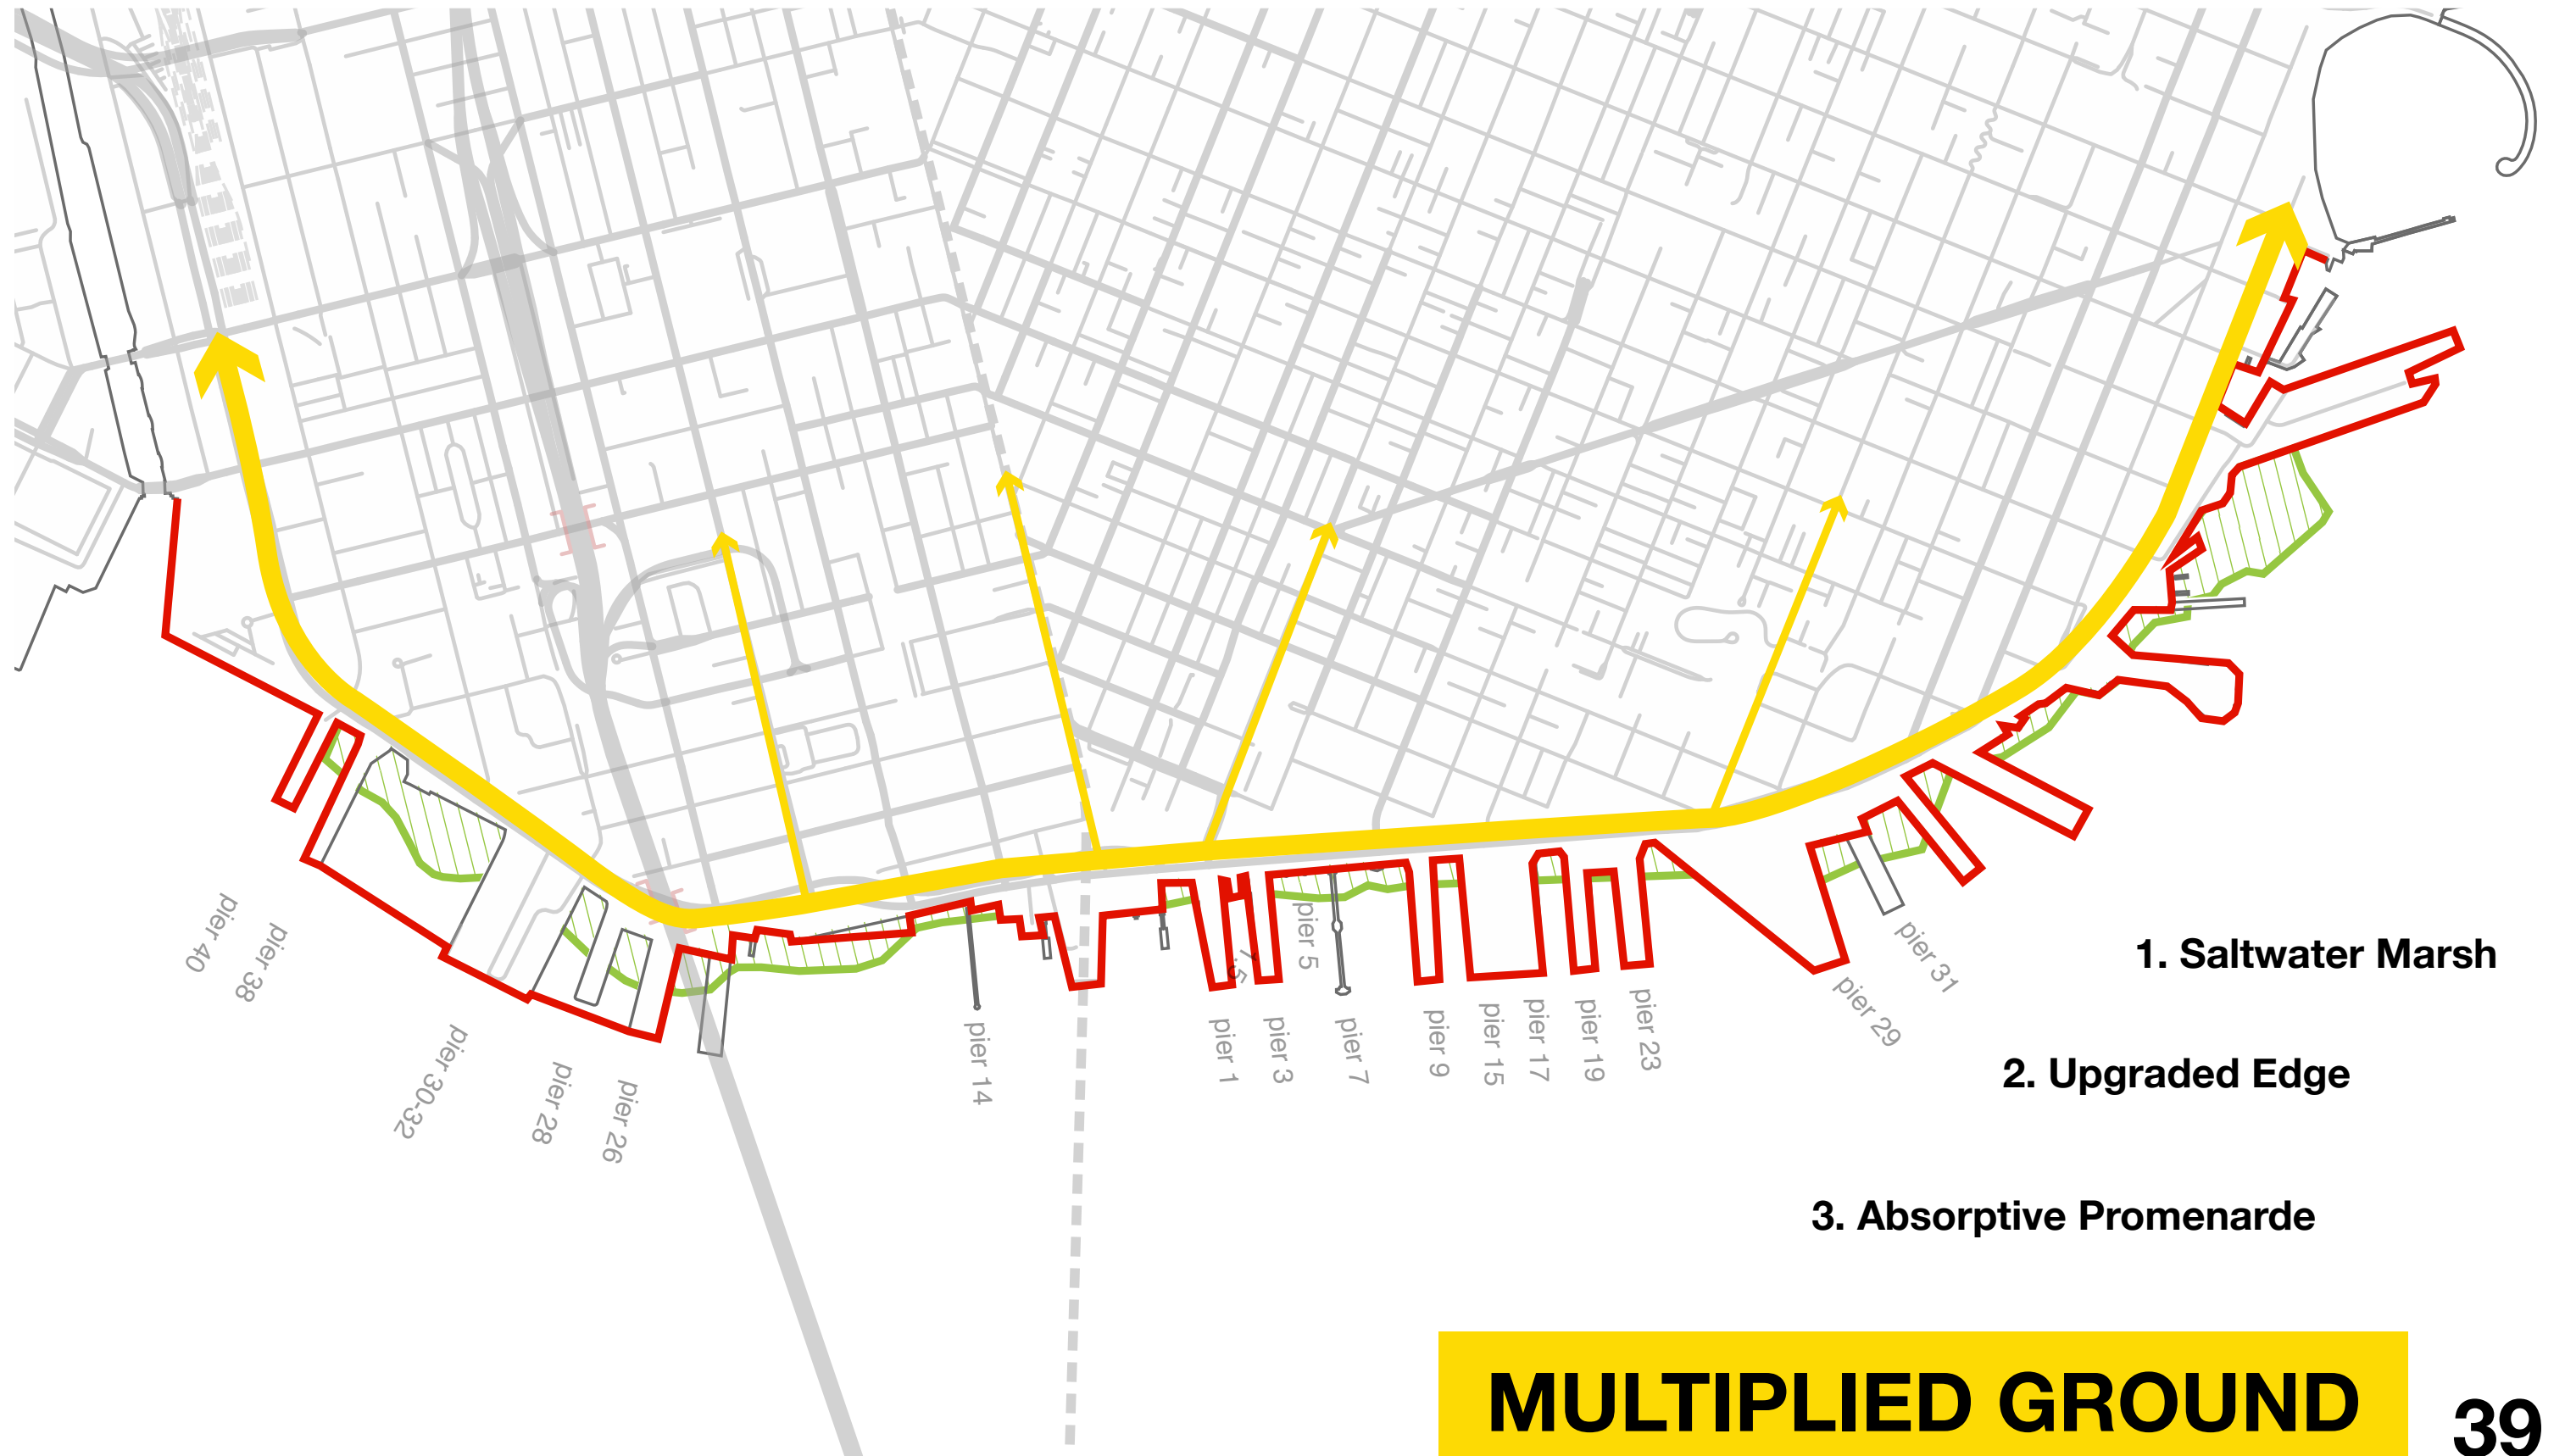 pier 40
pier 38
pier 30-32
pier 28
pier 26
pier 14
pier 1
pier 3
pier 5
pier 7
pier 9
pier 15
pier 17
pier 19
pier 23
pier 29
pier 31
1. Saltwater Marsh
2. Upgraded Edge
3. Absorptive Promenarde
MULTIPLIED GROUND
39